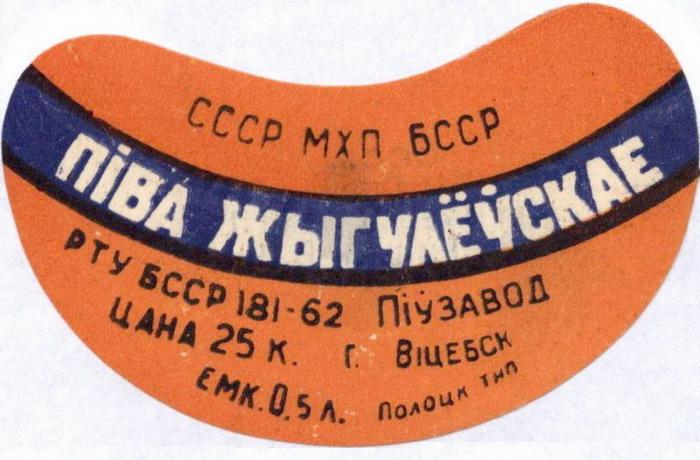 СССР МХП БССР
ПІВА ЖЫГУЛЁЎСКАЕ
РТУ БССР 181-62 ПІЎЗАВОД
ЦАНА 25 К. Г. ВІЦЕБСК
ЕМК. 0,5 Л. ПОЛОЦК ТИП